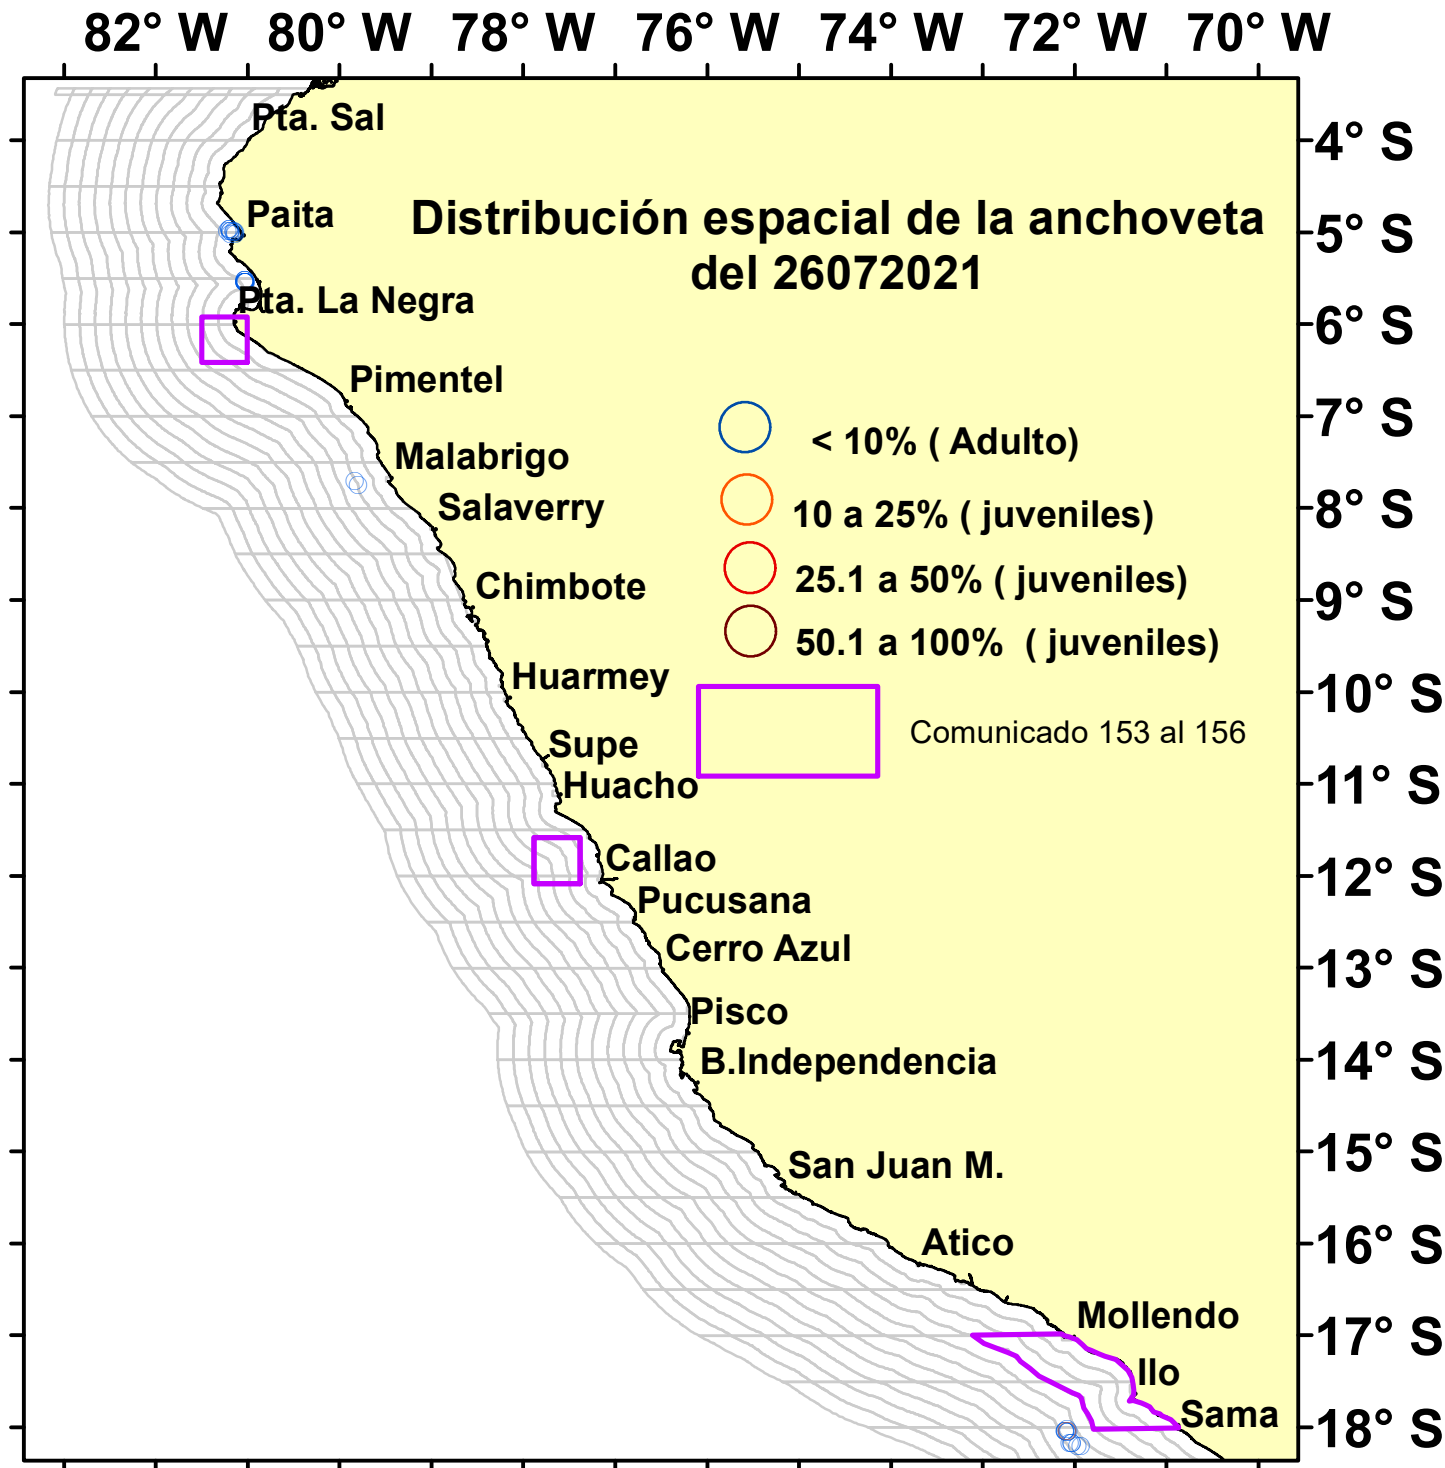 82° W 80° W 78° W 76° W 74° W 72° W 70° W
Pta. Sal
4° S
Paita
Distribución espacial de la anchoveta
del 26072021
5° S
Pta. La Negra
6° S
Pimentel
7° S
< 10% ( Adulto)
Malabrigo
Salaverry
10 a 25% ( juveniles)
8° S
Chimbote
25.1 a 50% ( juveniles)
9° S
50.1 a 100% ( juveniles)
Huarmey
10° S
Supe
Comunicado 153 al 156
Huacho
11° S
Callao
12° S
Pucusana
Cerro Azul
13° S
Pisco
B.Independencia
14° S
San Juan M.
15° S
Atico
16° S
Mollendo
17° S
Ilo
Sama
18° S